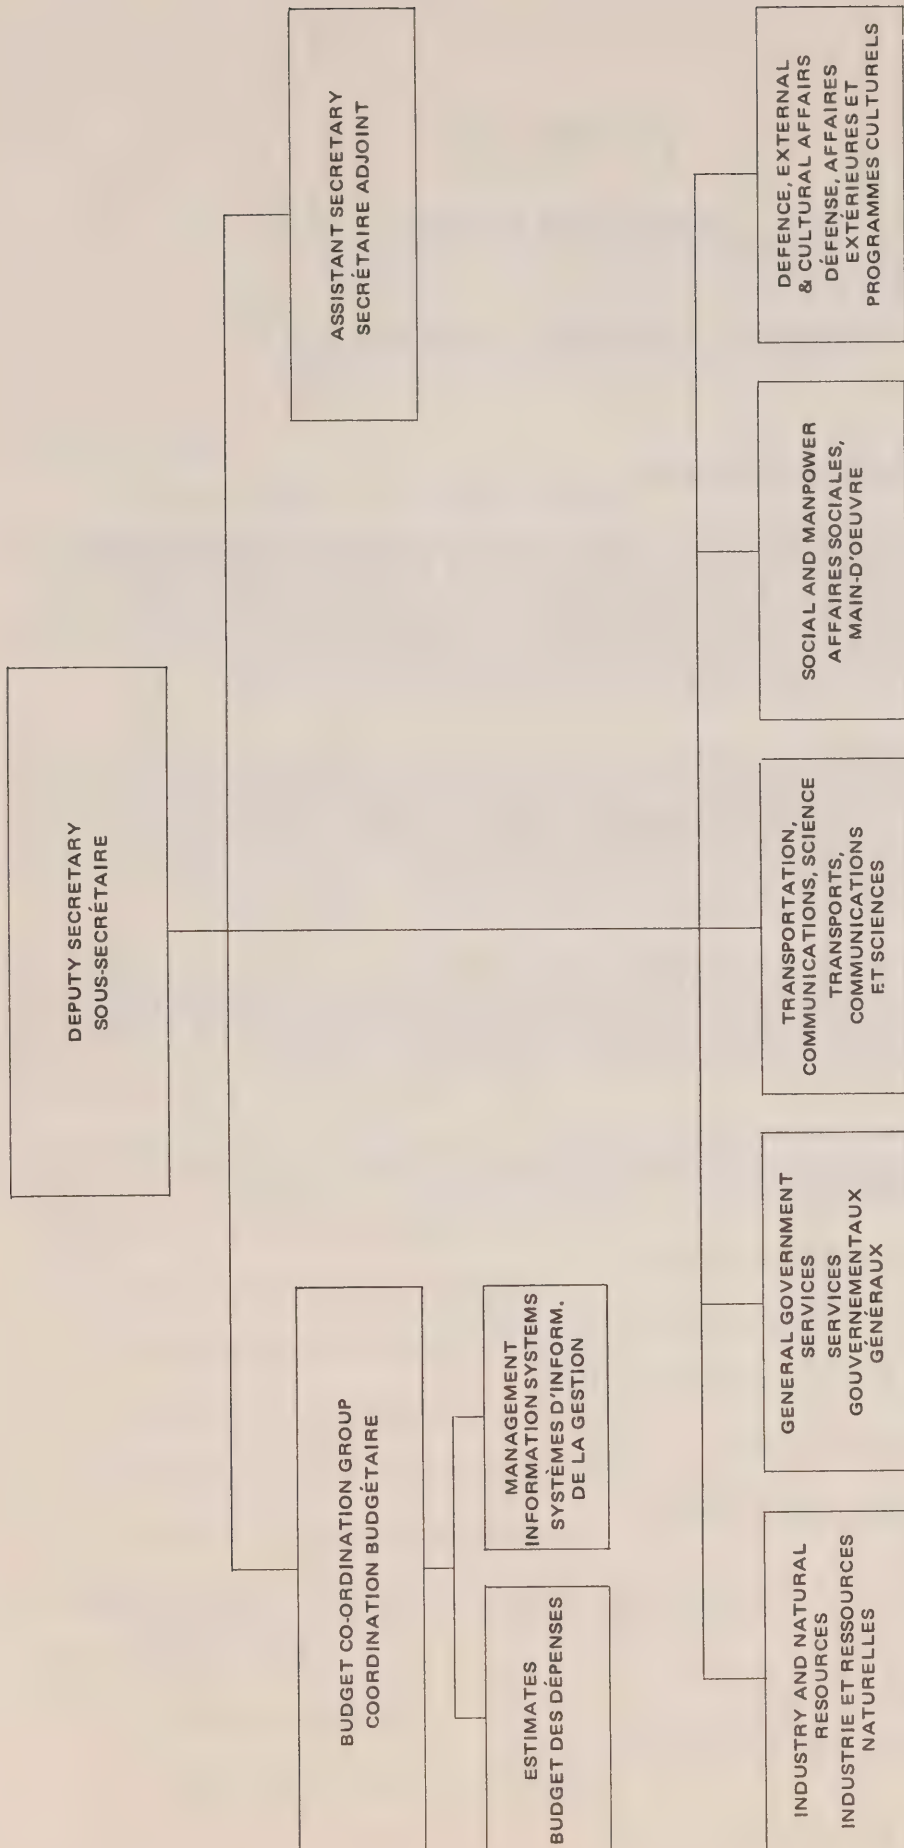 DEPUTY SECRETARY
SOUS-SECRÉTAIRE
BUDGET CO-ORDINATION GROUP
COORDINATION BUDGÉTAIRE
ASSISTANT SECRETARY
SECRÉTAIRE ADJOINT
ESTIMATES
BUDGET DES DÉPENSES
MANAGEMENT
INFORMATION SYSTEMS
SYSTÈMES D'INFORM.
DE LA GESTION
INDUSTRY AND NATURAL
RESOURCES
INDUSTRIE ET RESSOURCES
NATURELLES
GENERAL GOVERNMENT
SERVICES
SERVICES
GOUVERNEMENTAUX
GÉNÉRAUX
TRANSPORTATION,
COMMUNICATIONS, SCIENCE
TRANSPORTS,
COMMUNICATIONS
ET SCIENCES
SOCIAL AND MANPOWER
AFFAIRES SOCIALES,
MAIN-D'OEUVRE
DEFENCE, EXTERNAL
& CULTURAL AFFAIRS
DÉFENSE, AFFAIRES
EXTÉRIEURES ET
PROGRAMMES CULTURELS